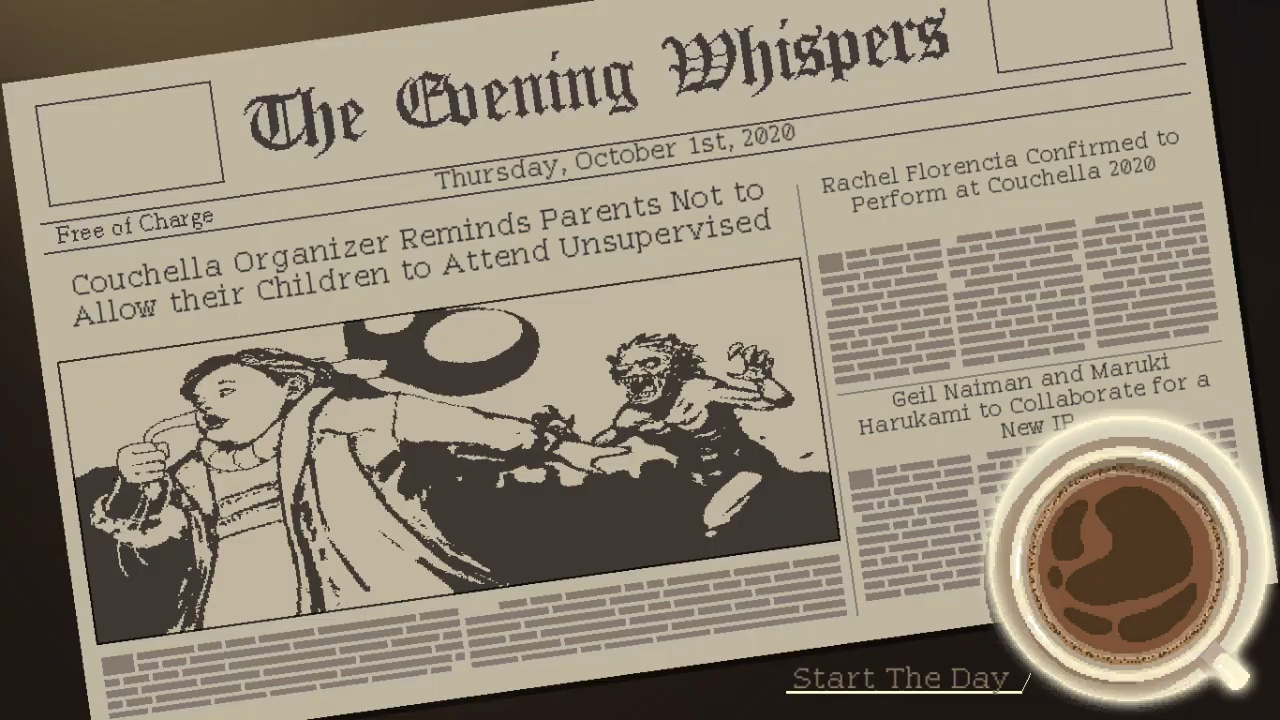 The Evening Whispers
Thursday, October 1st, 2020
Free of Charge
Couchella Organizer Reminds Parents Not to
Allow their Children to Attend Unsupervised
Rachel Florencia Confirmed to
Perform at Couchella 2020
Geil Naiman and Maruki
Harukami to Collaborate for a
New IP
Start The Day